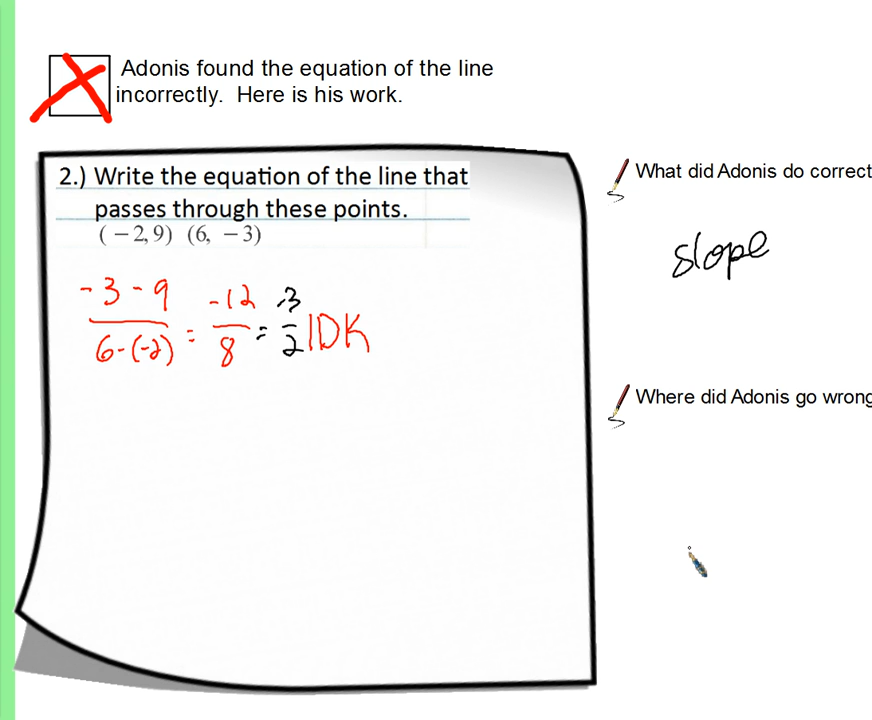 Adonis found the equation of the line
incorrectly. Here is his work.
2.) Write the equation of the line that
passes through these points.
(−2, 9) (6, −3)
-3 - 9 / 6-(-2) = -12 / 8 = -3 / 2 IDK
What did Adonis do correct
slope
Where did Adonis go wrong